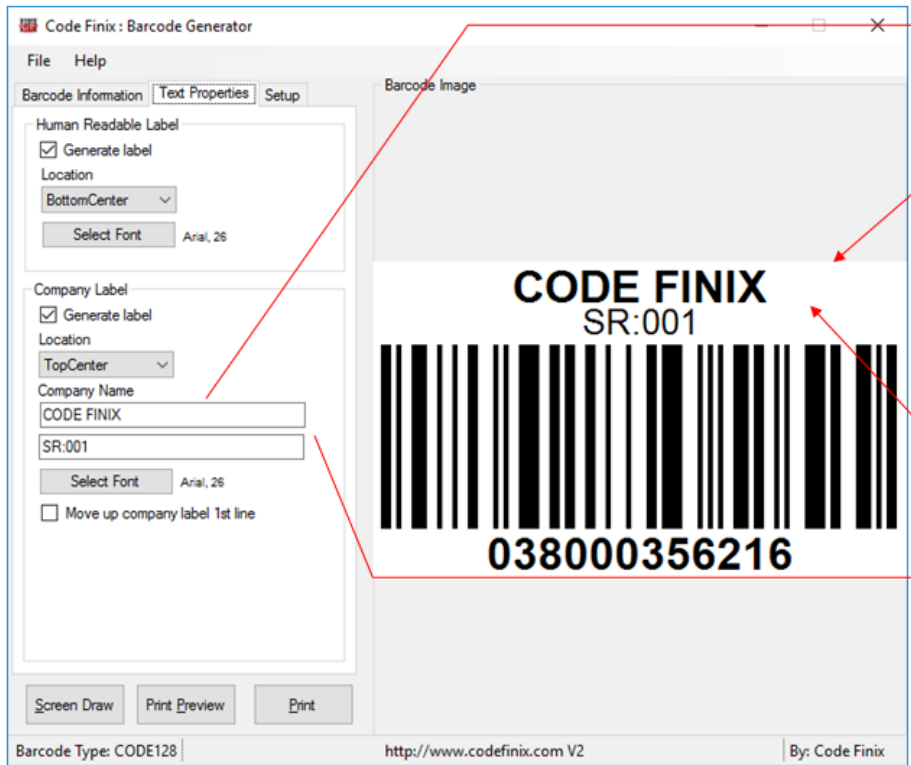 Code Finix : Barcode Generator
File Help
Barcode Information Text Properties Setup
Human Readable Label
Generate label
Location
BottomCenter
Select Font Arial, 26
Company Label
Generate label
Location
TopCenter
Company Name
CODE FINIX
SR:001
Select Font Arial, 26
Move up company label 1st line
Screen Draw Print Preview Print
Barcode Image
CODE FINIX
SR:001
038000356216
Barcode Type: CODE128 http://www.codefinix.com V2 By: Code Finix